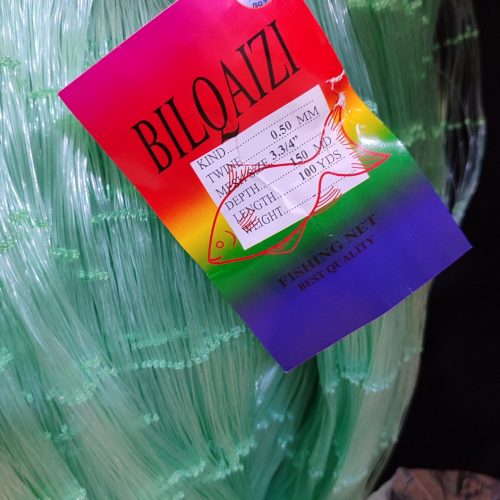 BILQAIZI
KIND
TWINE 0.50 MM
MESH SIZE 3.3/4"
DEPTH 150 MD
LENGTH 100 YDS
WEIGHT
FISHING NET
BEST QUALITY